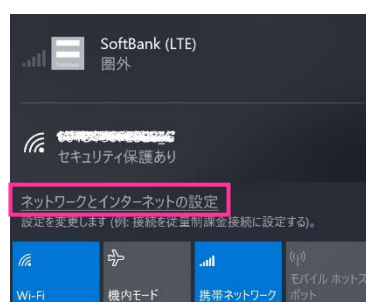 SoftBank (LTE)
圏外
セキュリティ保護あり
ネットワークとインターネットの設定
設定を変更します (例: 接続を従量制課金接続に設定する)。
Wi-Fi
機内モード
携帯ネットワーク
モバイル ホットス
ポット